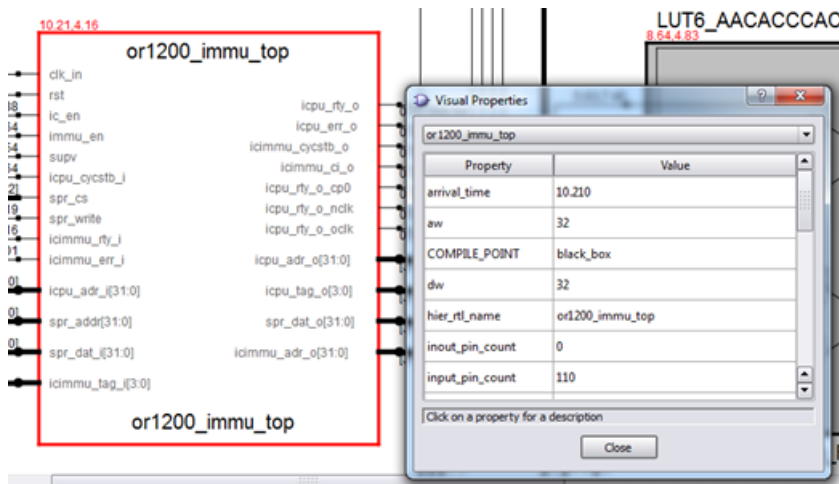 10.21,4.16
or1200_immu_top
clk_in
rst
ic_en
immu_en
supv
icpu_cycstb_i
spr_cs
spr_write
icimmu_rty_i
icimmu_err_i
icpu_adr_i[31:0]
spr_addr[31:0]
spr_dat_i[31:0]
icimmu_tag_i[3:0]
icpu_rty_o
icpu_err_o
icimmu_cycstb_o
icimmu_ci_o
icpu_rty_o_cp0
icpu_rty_o_nclk
icpu_rty_o_oclk
icpu_adr_o[31:0]
icpu_tag_o[3:0]
spr_dat_o[31:0]
icimmu_adr_o[31:0]
or1200_immu_top
LUT6_AACACCCAC
8.64,4.83
Visual Properties
or1200_immu_top
Property Value
arrival_time 10.210
aw 32
COMPILE_POINT black_box
dw 32
hier_rtl_name or1200_immu_top
inout_pin_count 0
input_pin_count 110
Click on a property for a description
Close